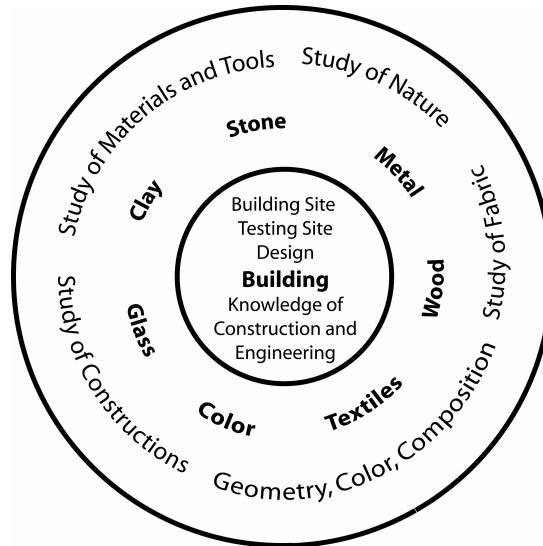 Study of Materials and Tools
Study of Nature
Study of Fabric
Geometry, Color, Composition
Study of Constructions
Stone
Metal
Wood
Textiles
Color
Glass
Clay
Building Site
Testing Site
Design
Building
Knowledge of
Construction and
Engineering